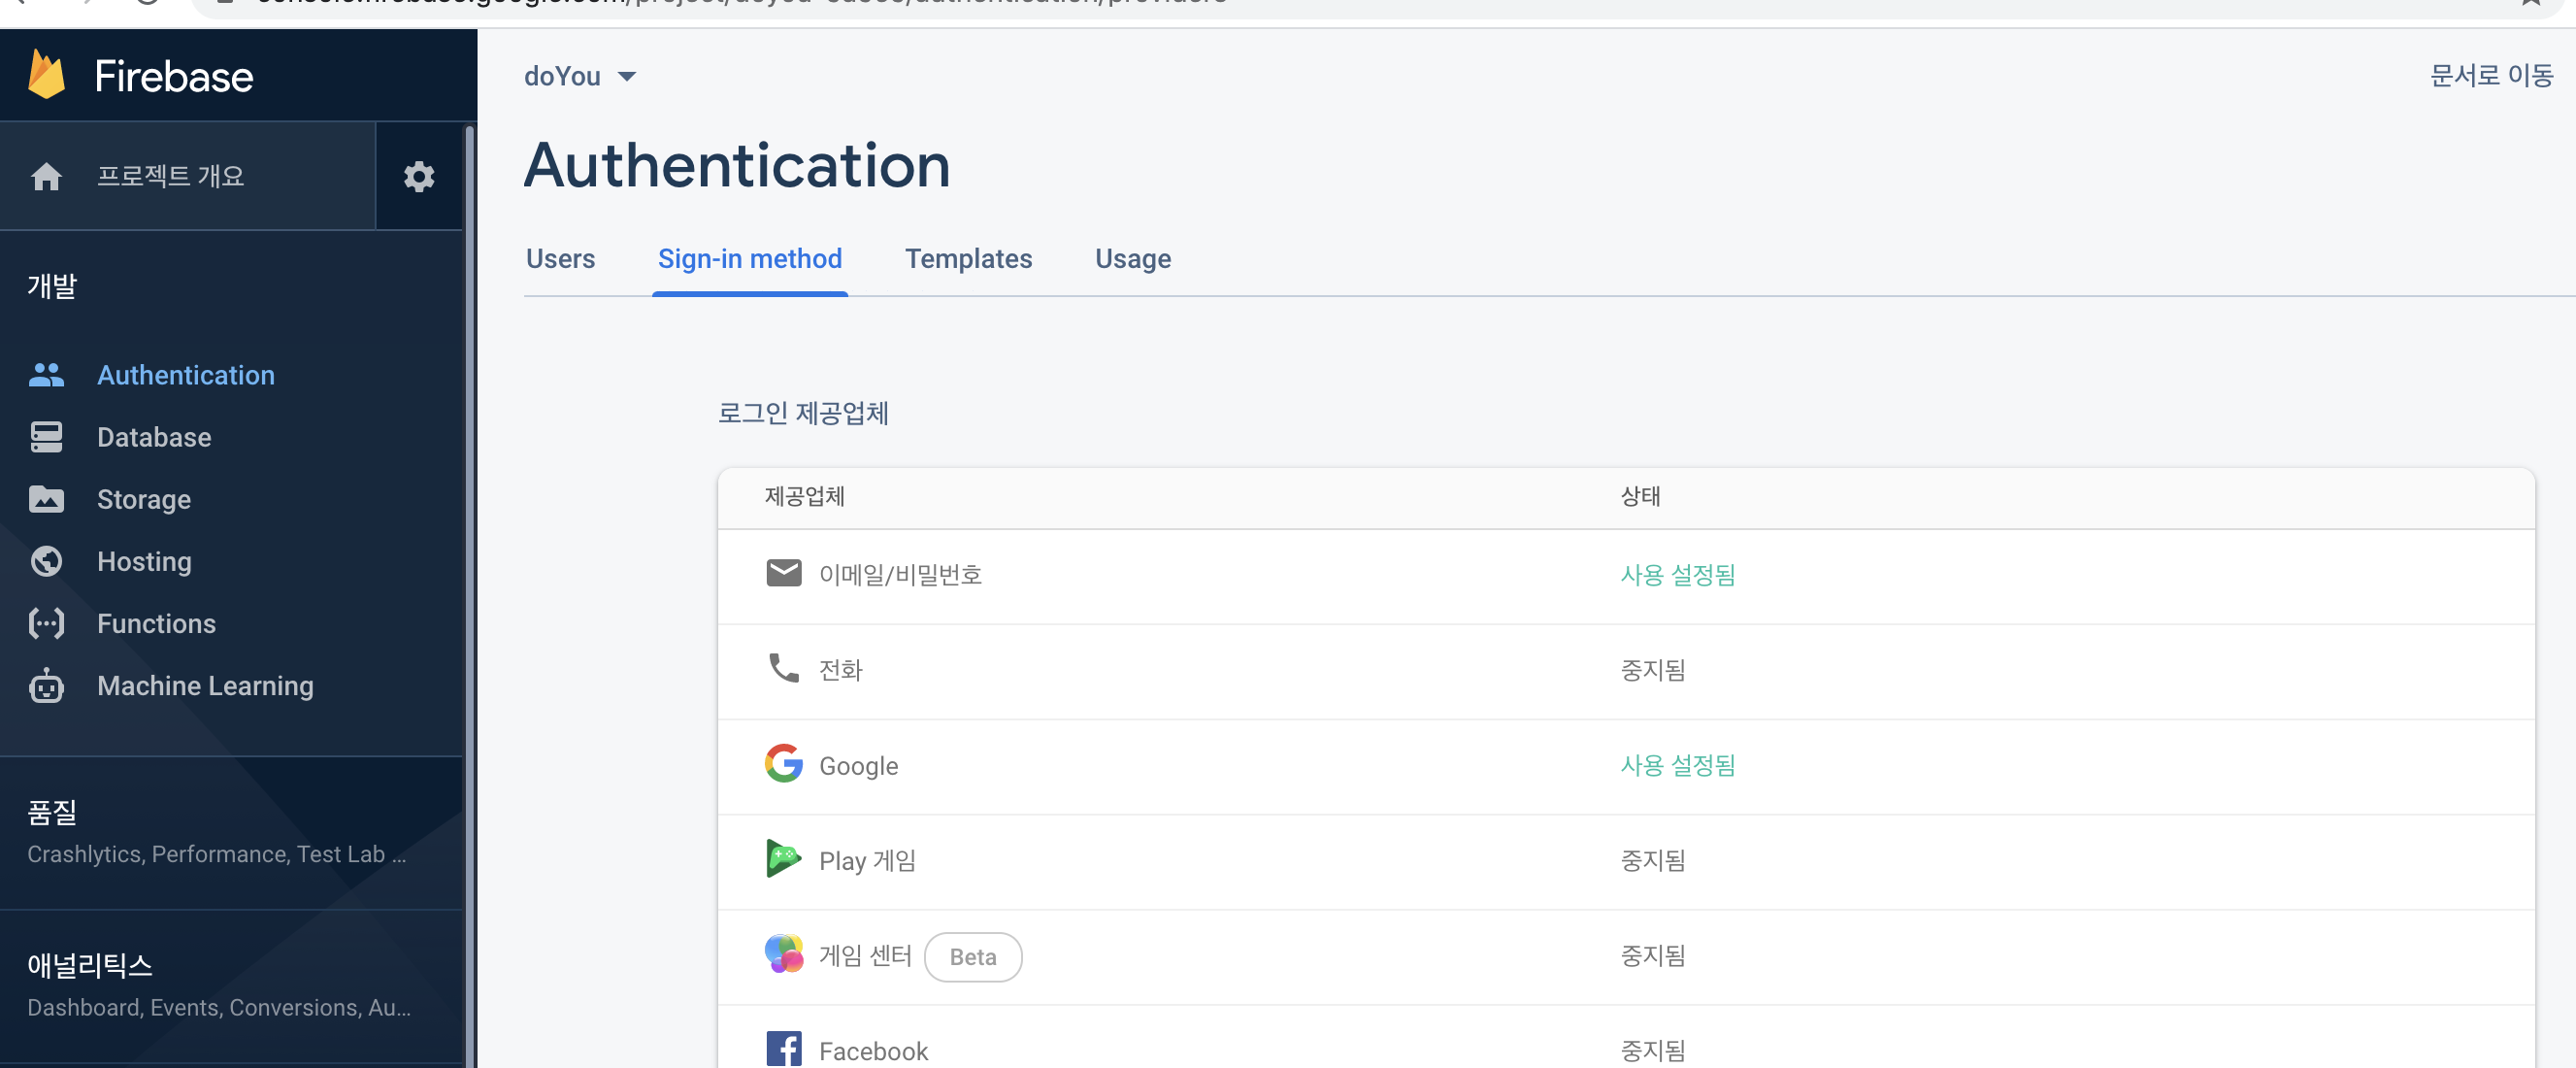 Firebase
프로젝트 개요
개발
Authentication
Database
Storage
Hosting
Functions
Machine Learning
품질
Crashlytics, Performance, Test Lab ...
애널리틱스
Dashboard, Events, Conversions, Au...
doYou
문서로 이동
Authentication
Users Sign-in method Templates Usage
로그인 제공업체
제공업체 상태
이메일/비밀번호 사용 설정됨
전화 중지됨
Google 사용 설정됨
Play 게임 중지됨
게임 센터 Beta 중지됨
Facebook 중지됨